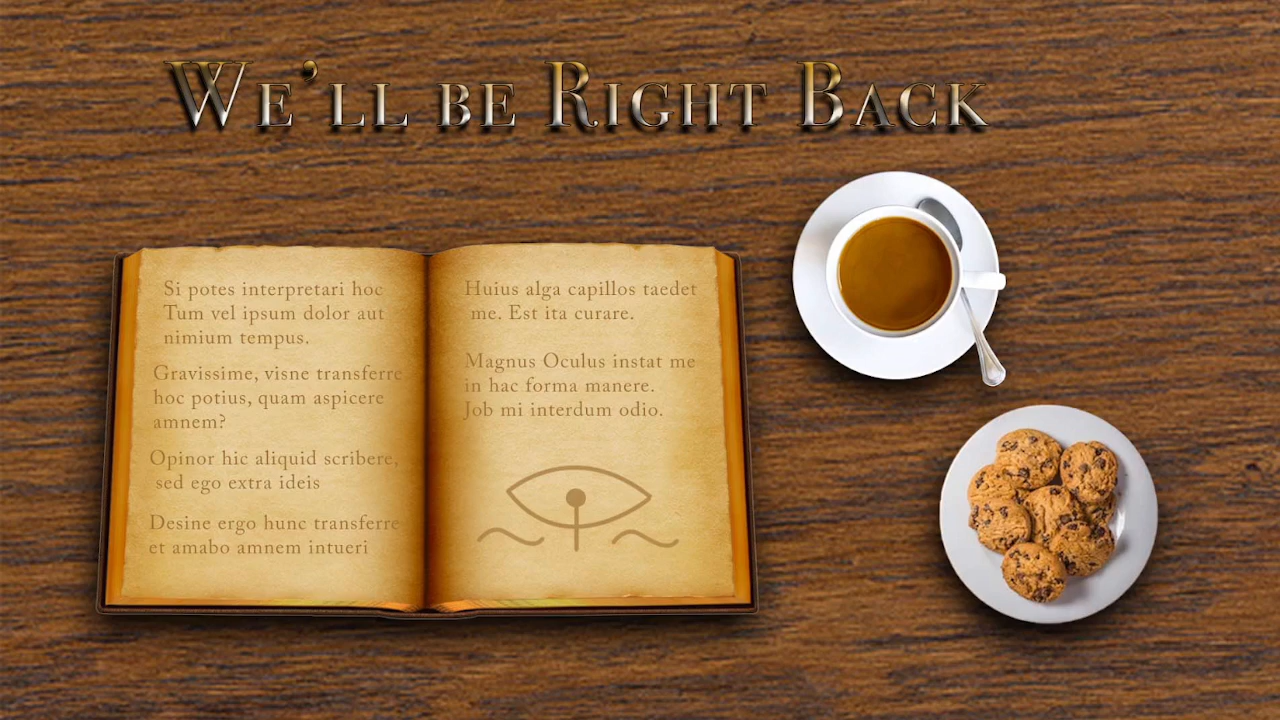 We'll be Right Back
Si potes interpretari hoc
Tum vel ipsum dolor aut
nimium tempus.
Gravissime, visne transferre
hoc potius, quam aspicere
amnem?
Opinor hic aliquid scribere,
sed ego extra ideis
Desine ergo hunc transferre
et amabo amnem intueri
Huius alga capillos taedet
me. Est ita curare.
Magnus Oculus instat me
in hac forma manere.
Job mi interdum odio.